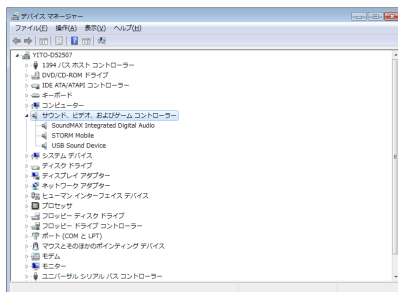 デバイス マネージャー
ファイル(F) 操作(A) 表示(V) ヘルプ(H)
YITO-D52507
1394 バス ホスト コントローラー
DVD/CD-ROM ドライブ
IDE ATA/ATAPI コントローラー
キーボード
コンピューター
サウンド、ビデオ、およびゲーム コントローラー
SoundMAX Integrated Digital Audio
STORM Mobile
USB Sound Device
システム デバイス
ディスク ドライブ
ディスプレイ アダプター
ネットワーク アダプター
ヒューマン インターフェイス デバイス
プロセッサ
フロッピー ディスク ドライブ
フロッピー ドライブ コントローラー
ポート (COM と LPT)
マウスとそのほかのポインティング デバイス
モデム
モニター
ユニバーサル シリアル バス コントローラー